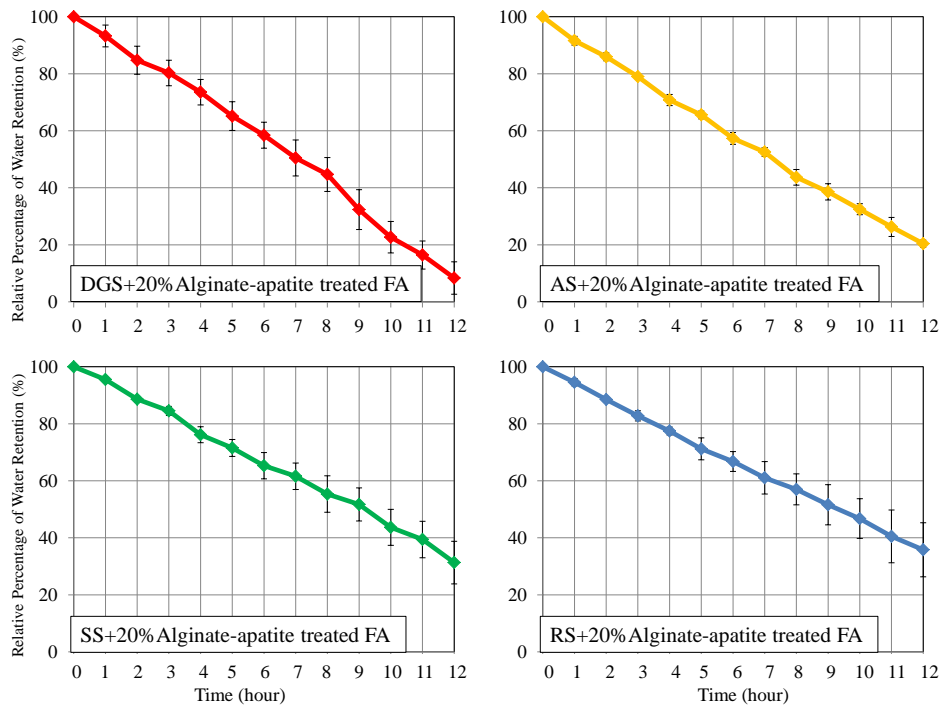 Relative Percentage of Water Retention (%)
100
80
60
40
20
0
DGS+20% Alginate-apatite treated FA
0 1 2 3 4 5 6 7 8 9 10 11 12
100
80
60
40
20
0
AS+20% Alginate-apatite treated FA
0 1 2 3 4 5 6 7 8 9 10 11 12
Relative Percentage of Water Retention (%)
100
80
60
40
20
0
SS+20% Alginate-apatite treated FA
0 1 2 3 4 5 6 7 8 9 10 11 12
Time (hour)
100
80
60
40
20
0
RS+20% Alginate-apatite treated FA
0 1 2 3 4 5 6 7 8 9 10 11 12
Time (hour)